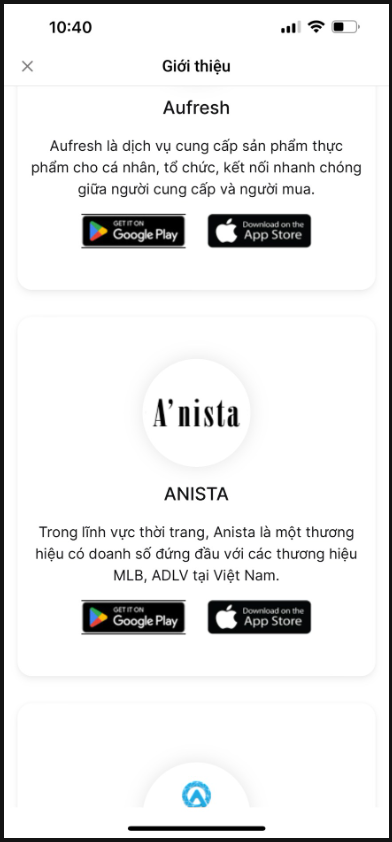 10:40
Giới thiệu
Aufresh
Aufresh là dịch vụ cung cấp sản phẩm thực
phẩm cho cá nhân, tổ chức, kết nối nhanh chóng
giữa người cung cấp và người mua.
GET IT ON
Google Play
Download on the
App Store
A'nista
ANISTA
Trong lĩnh vực thời trang, Anista là một thương
hiệu có doanh số đứng đầu với các thương hiệu
MLB, ADLV tại Việt Nam.
GET IT ON
Google Play
Download on the
App Store